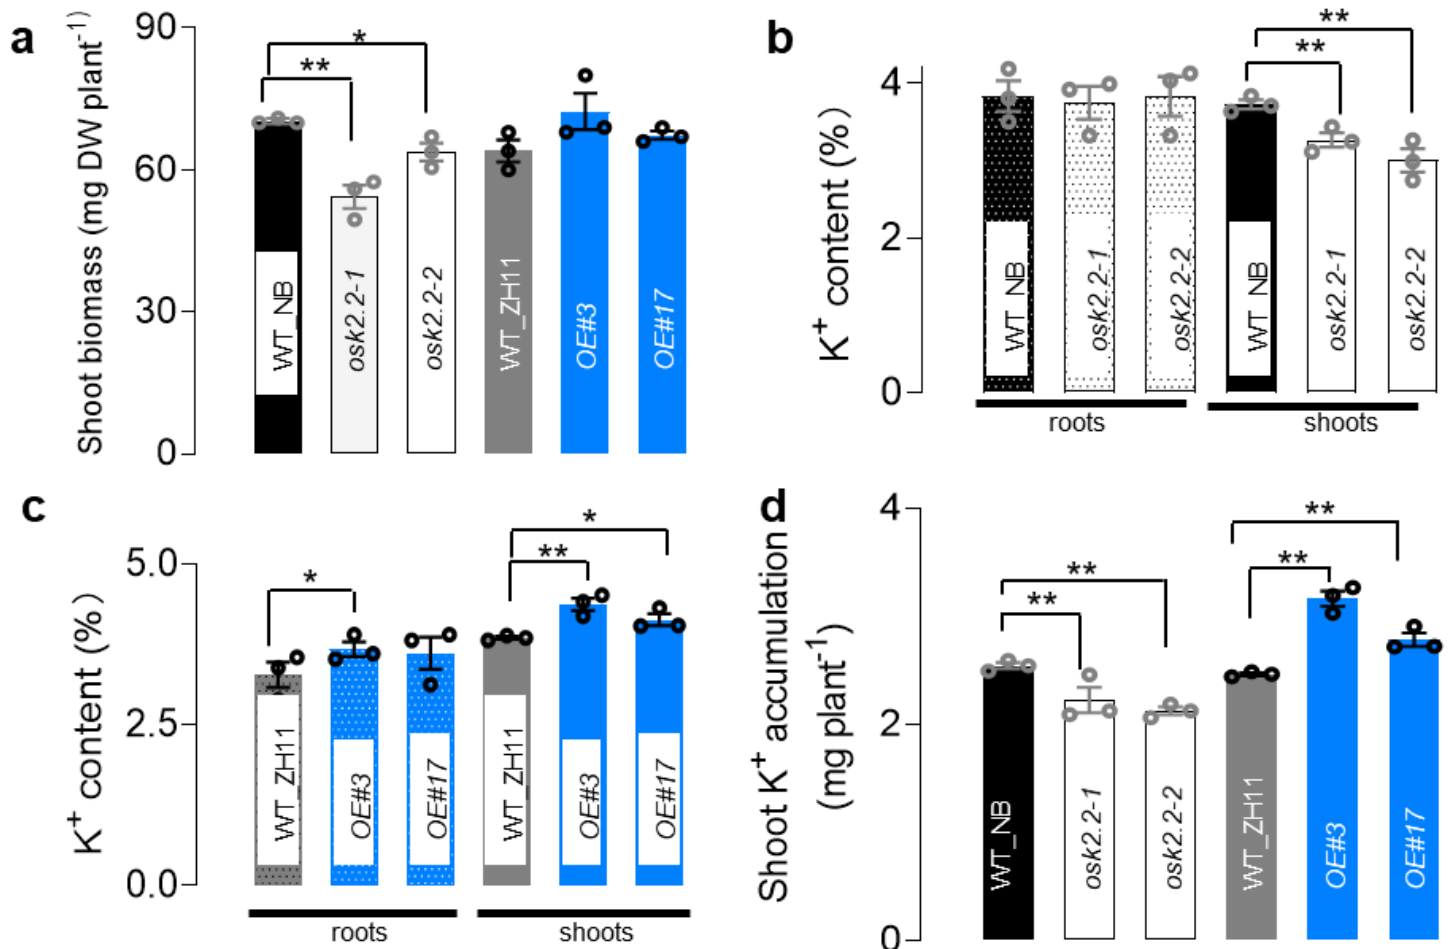 a
Shoot biomass (mg DW plant⁻¹)
90
60
30
0
*
**
WT_NB
osk2.2-1
osk2.2-2
WT_ZH11
OE#3
OE#17
b
K⁺ content (%)
4
2
0
**
**
WT_NB
osk2.2-1
osk2.2-2
WT_NB
osk2.2-1
osk2.2-2
roots
shoots
c
K⁺ content (%)
5.0
2.5
0.0
*
*
**
WT_ZH11
OE#3
OE#17
WT_ZH11
OE#3
OE#17
roots
shoots
d
Shoot K⁺ accumulation
(mg plant⁻¹)
4
2
0
**
**
**
**
WT_NB
osk2.2-1
osk2.2-2
WT_ZH11
OE#3
OE#17